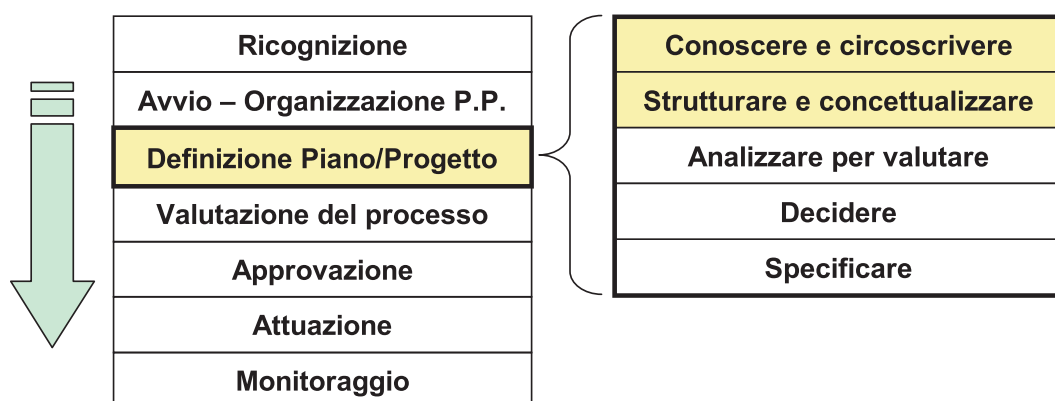 Ricognizione
Avvio – Organizzazione P.P.
Definizione Piano/Progetto
Valutazione del processo
Approvazione
Attuazione
Monitoraggio
Conoscere e circoscrivere
Strutturare e concettualizzare
Analizzare per valutare
Decidere
Specificare